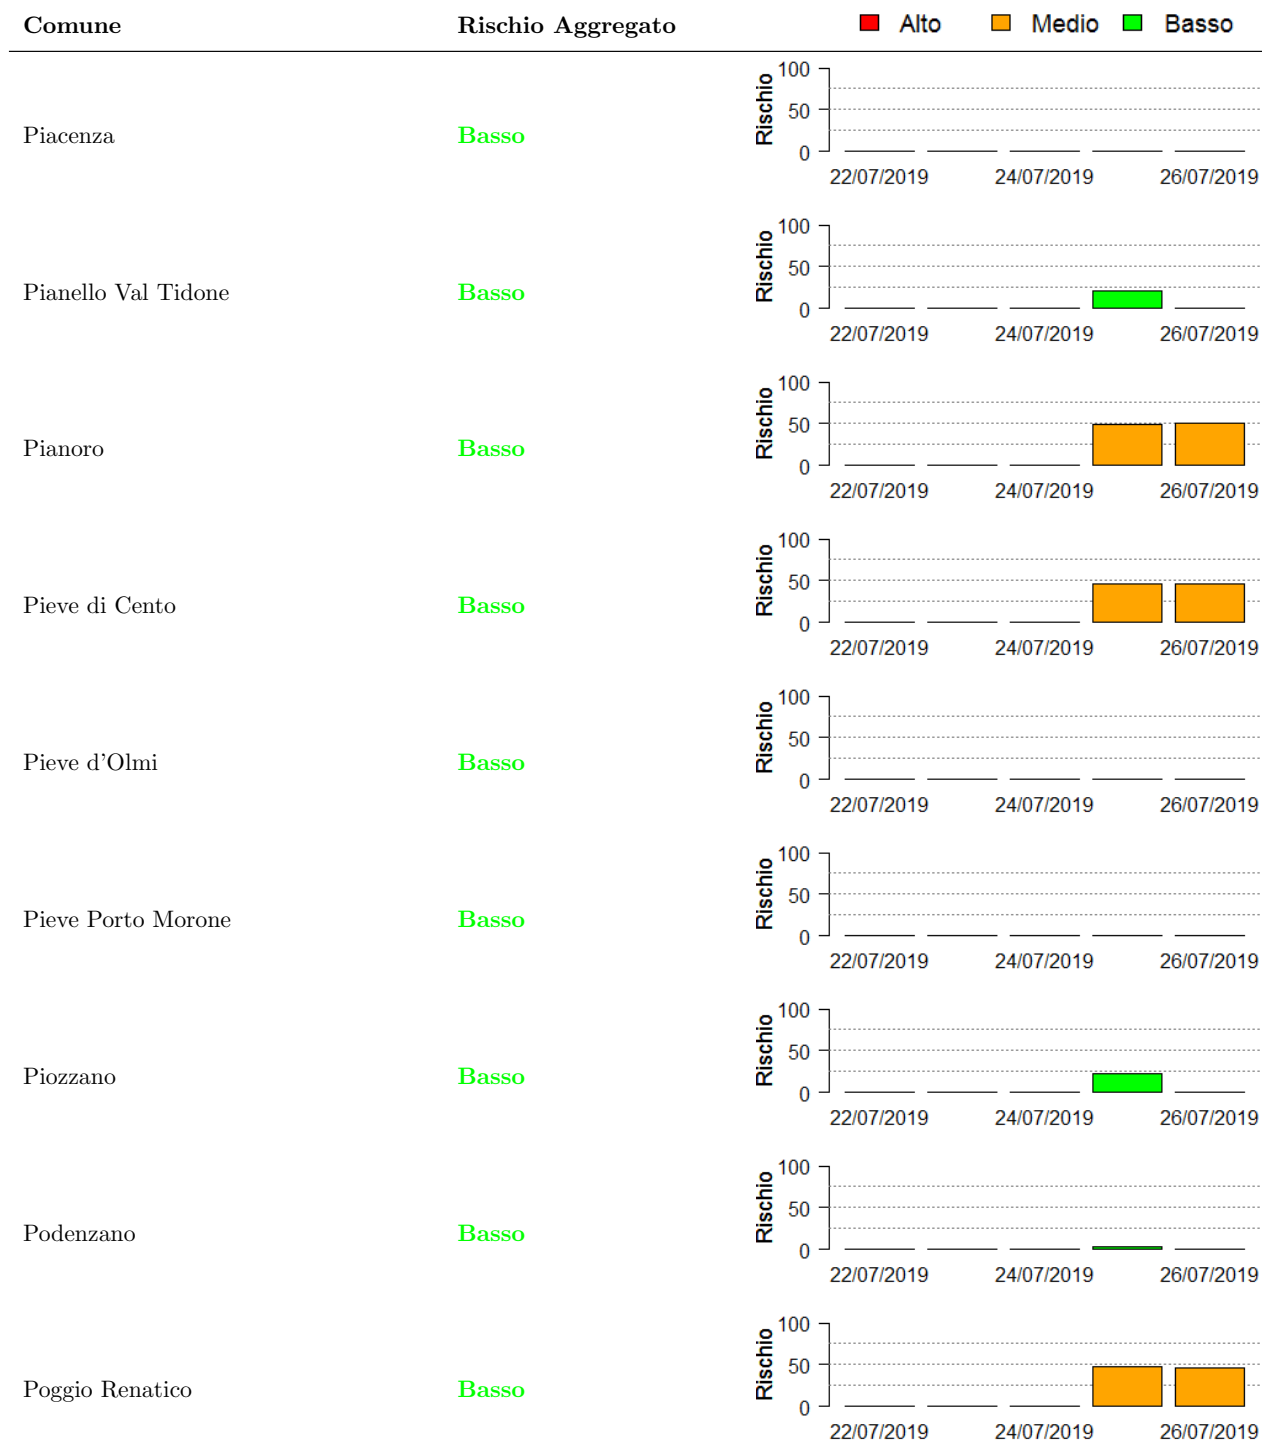 Comune Rischio Aggregato Alto Medio Basso
100
50
0
Rischio
Piacenza Basso
22/07/2019 24/07/2019 26/07/2019
100
50
0
Rischio
Pianello Val Tidone Basso
22/07/2019 24/07/2019 26/07/2019
100
50
0
Rischio
Pianoro Basso
22/07/2019 24/07/2019 26/07/2019
100
50
0
Rischio
Pieve di Cento Basso
22/07/2019 24/07/2019 26/07/2019
100
50
0
Rischio
Pieve d'Olmi Basso
22/07/2019 24/07/2019 26/07/2019
100
50
0
Rischio
Pieve Porto Morone Basso
22/07/2019 24/07/2019 26/07/2019
100
50
0
Rischio
Piozzano Basso
22/07/2019 24/07/2019 26/07/2019
100
50
0
Rischio
Podenzano Basso
22/07/2019 24/07/2019 26/07/2019
100
50
0
Rischio
Poggio Renatico Basso
22/07/2019 24/07/2019 26/07/2019